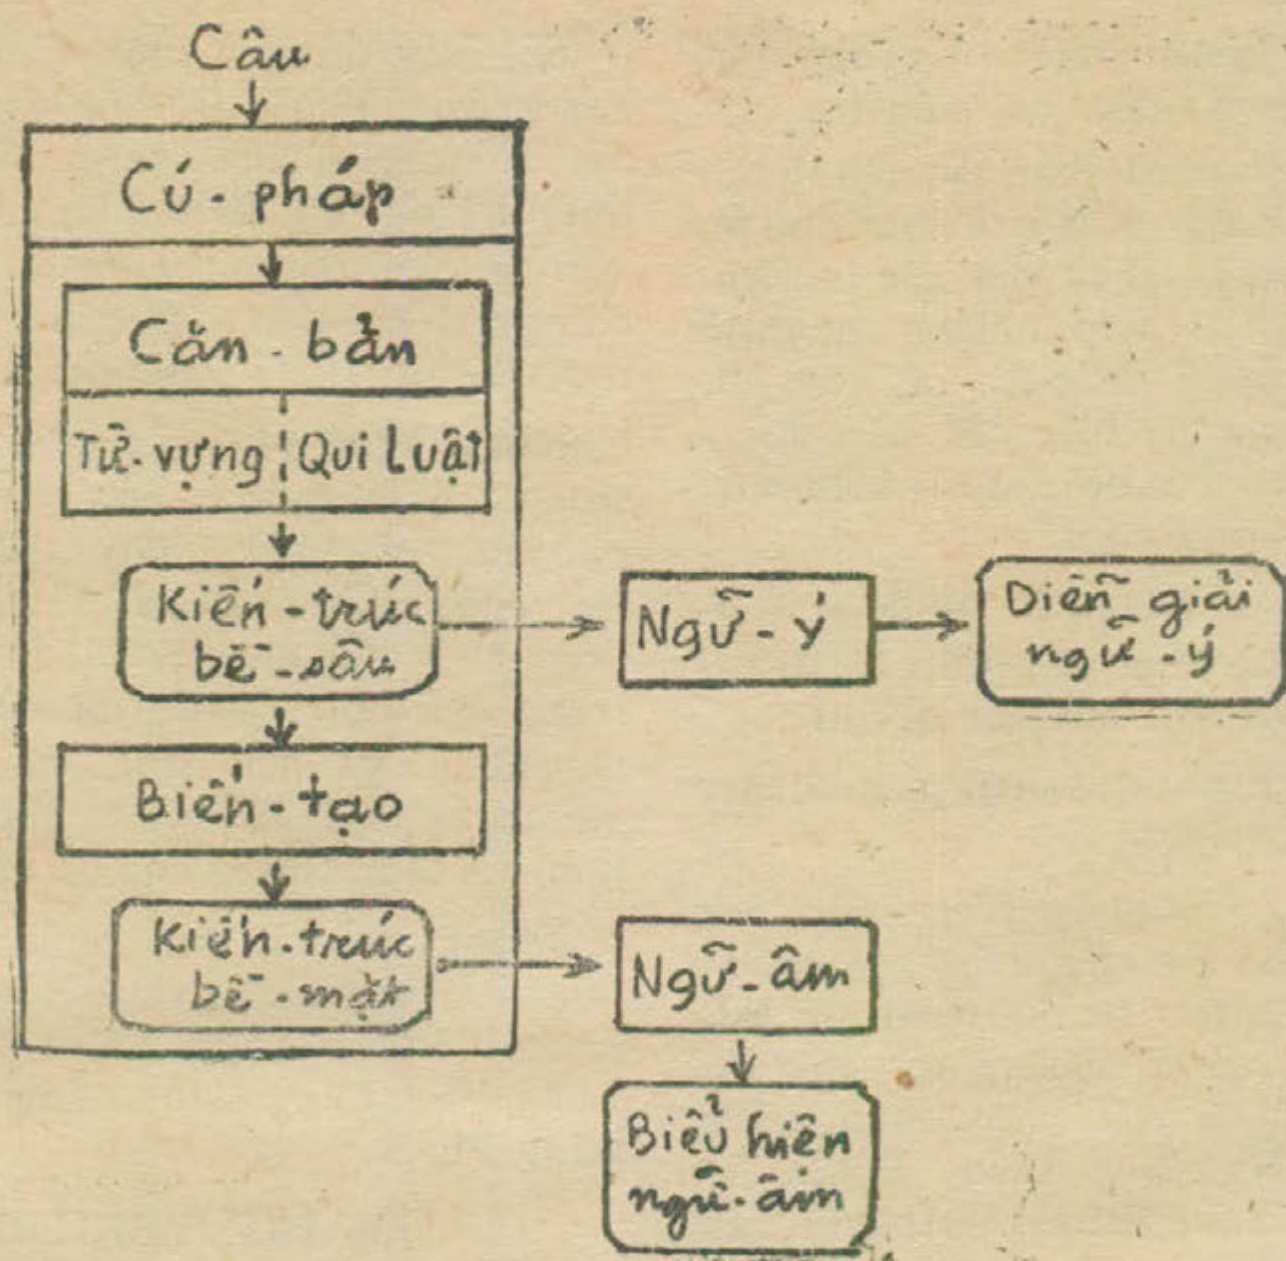 Câu
Cú-pháp
Căn-bản
Từ-vựng Qui Luật
Kiến-trúc
bề-sâu
Ngữ-ý
Diễn giải
ngữ-ý
Biến-tạo
Kiến-trúc
bề-mặt
Ngữ-âm
Biểu hiện
ngữ-âm